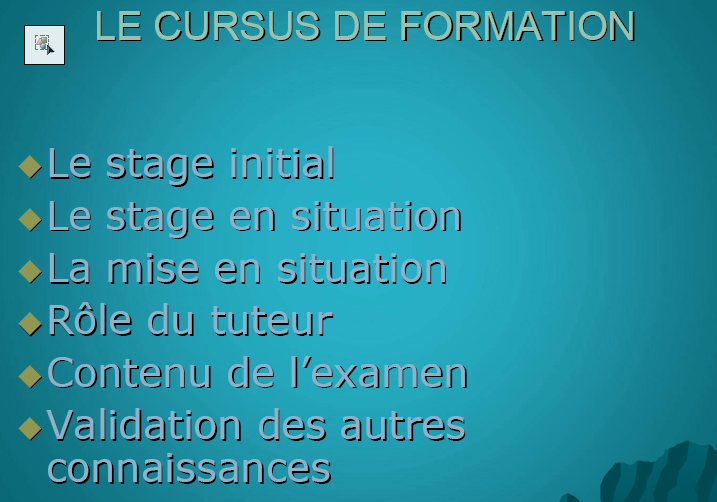 LE CURSUS DE FORMATION
Le stage initial
Le stage en situation
La mise en situation
Rôle du tuteur
Contenu de l’examen
Validation des autres
connaissances